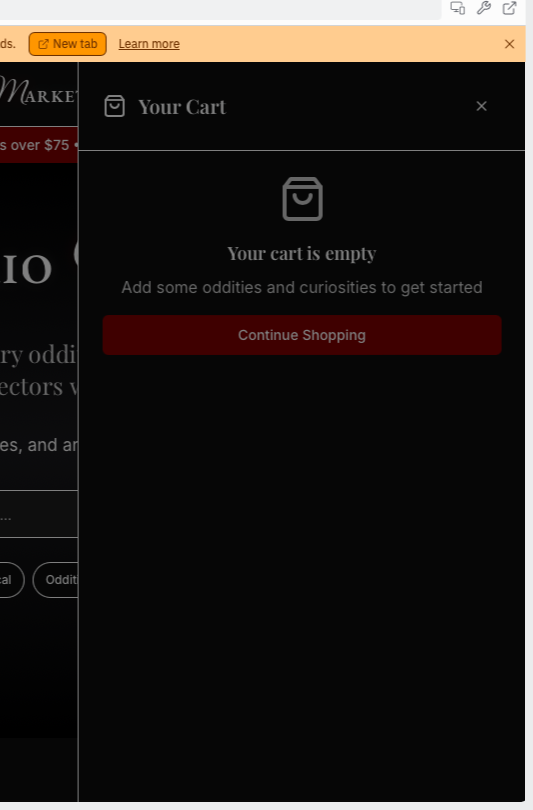 ds.
New tab
Learn more
MARKE
Your Cart
s over $75 •
Your cart is empty
IO
Add some oddities and curiosities to get started
Continue Shopping
ry oddi
ectors w
es, and ar
...
cal
Oddit